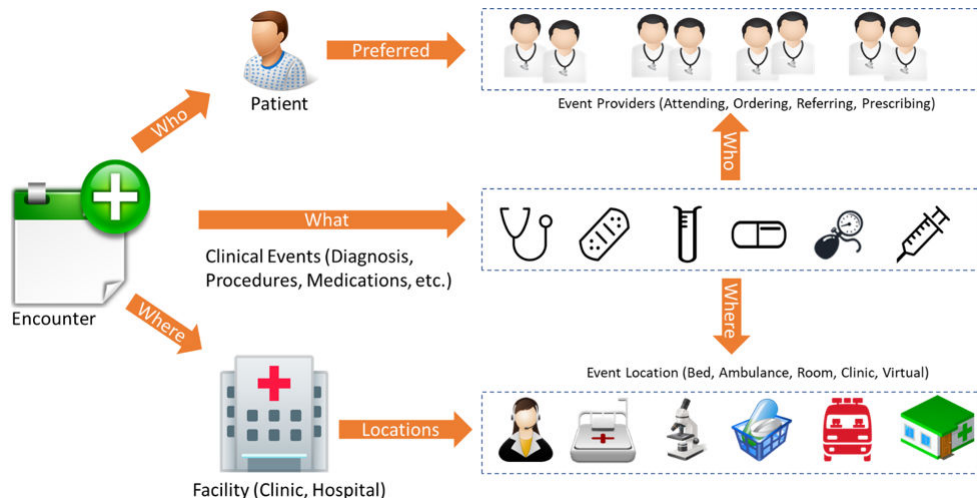 Preferred
Patient
Event Providers (Attending, Ordering, Referring, Prescribing)
Who
Who
What
Clinical Events (Diagnosis,
Procedures, Medications, etc.)
Encounter
Where
Where
Event Location (Bed, Ambulance, Room, Clinic, Virtual)
Locations
Facility (Clinic, Hospital)